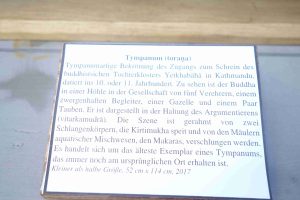 Tympanum (toraṇa)
Tympanumartige Bekrönung des Zugangs zum Schrein des
buddhistischen Tochterklosters Yetkhābāhā in Kathmandu,
datiert ins 10. oder 11. Jahrhundert. Zu sehen ist der Buddha
in einer Höhle in der Gesellschaft von fünf Verehrern, einem
zwergenhaften Begleiter, einer Gazelle und einem Paar
Tauben. Er ist dargestellt in der Haltung des Argumentierens
(vitarkamudrā). Die Szene ist gerahmt von zwei
Schlangenkörpern, die Kīrtimukha speit und von den Mäulern
aquatischer Mischwesen, den Makaras, verschlungen werden.
Es handelt sich um das älteste Exemplar eines Tympanums,
das immer noch am ursprünglichen Ort erhalten ist.
Kleiner als halbe Größe, 52 cm x 114 cm, 2017